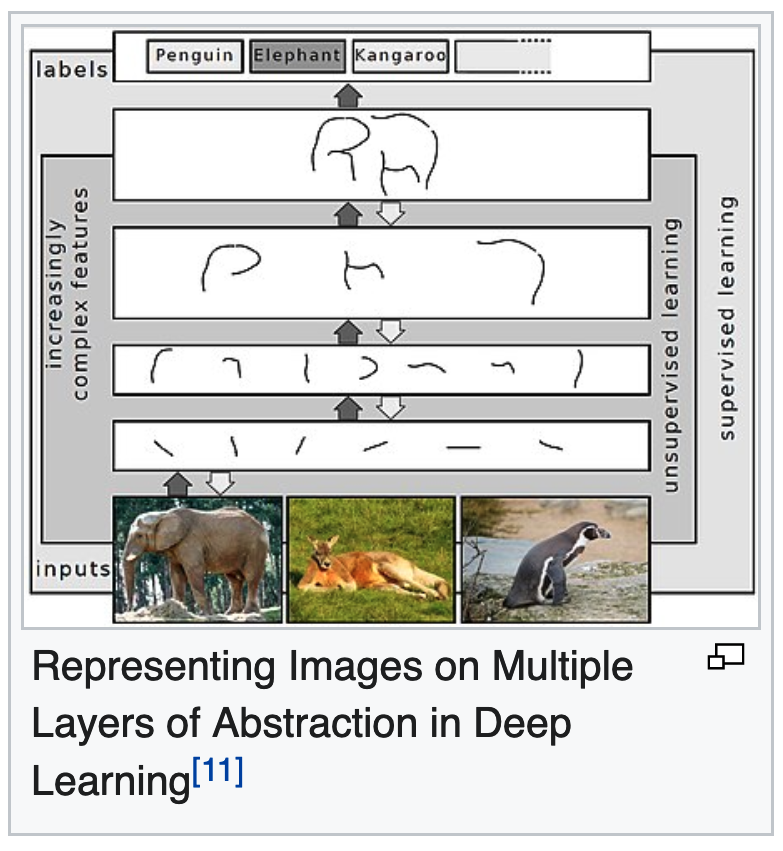 labels
Penguin
Elephant
Kangaroo
increasingly
complex features
unsupervised learning
supervised learning
inputs
Representing Images on Multiple
Layers of Abstraction in Deep
Learning[11]